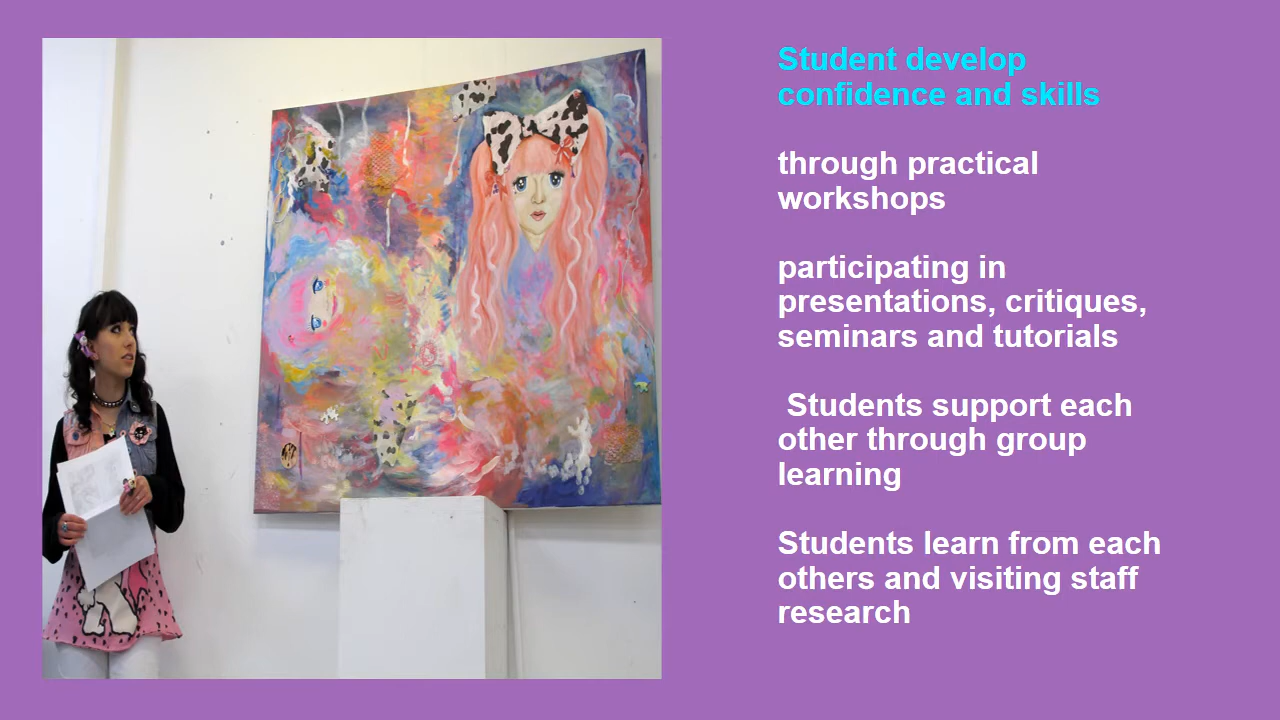 Student develop
confidence and skills
through practical
workshops
participating in
presentations, critiques,
seminars and tutorials
Students support each
other through group
learning
Students learn from each
others and visiting staff
research